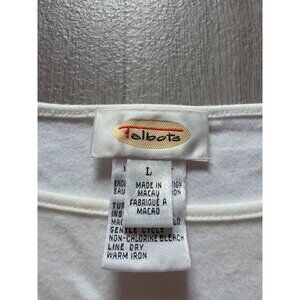 Talbots
L
MADE IN
MACAU
FABRIQUÉ À
MACAO
GENTLE CYCLE
NON-CHLORINE BLEACH
LINE DRY
WARM IRON